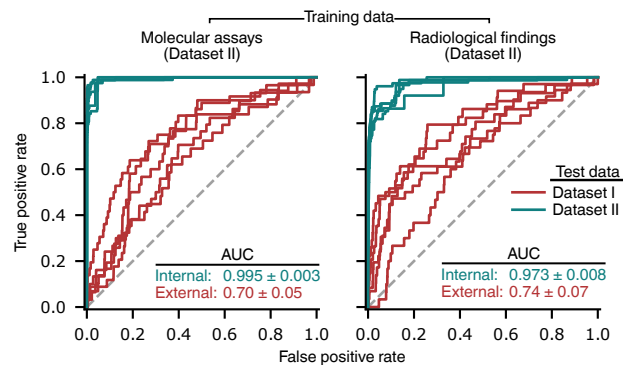 Training data
Molecular assays
(Dataset II)
Radiological findings
(Dataset II)
True positive rate
1.0
0.8
0.6
0.4
0.2
0.0
AUC
Internal: 0.995 ± 0.003
External: 0.70 ± 0.05
0.0 0.2 0.4 0.6 0.8 1.0
1.0
0.8
0.6
0.4
0.2
0.0
AUC
Internal: 0.973 ± 0.008
External: 0.74 ± 0.07
0.0 0.2 0.4 0.6 0.8 1.0
False positive rate
Test data
Dataset I
Dataset II